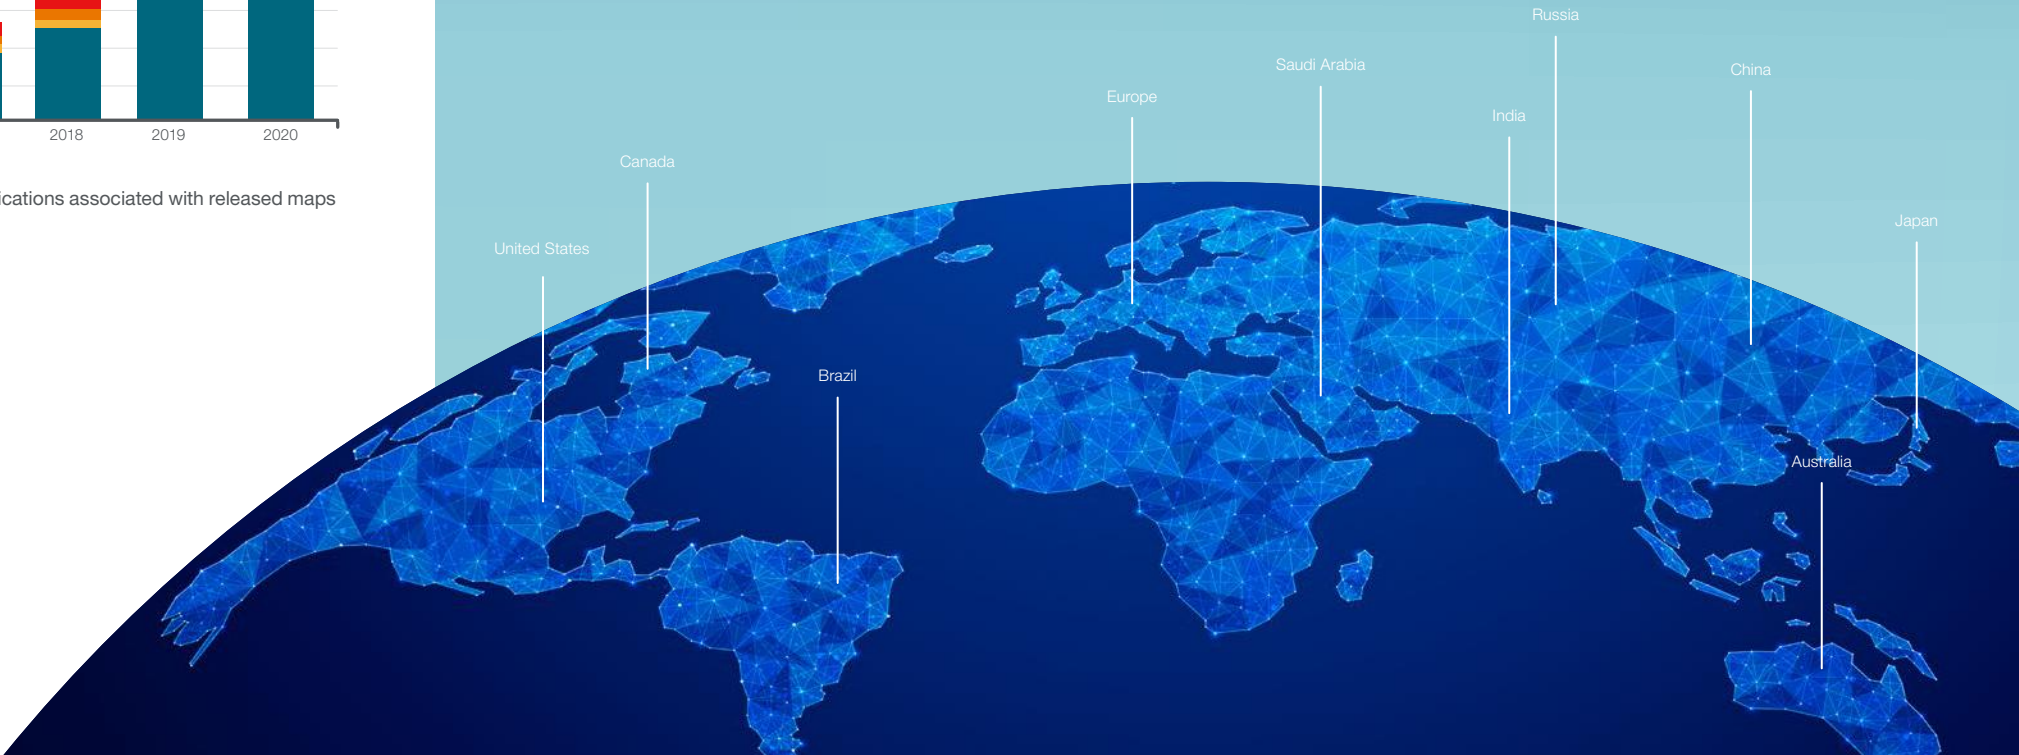 2018 2019 2020
ications associated with released maps
United States
Canada
Brazil
Europe
Saudi Arabia
India
Russia
China
Japan
Australia